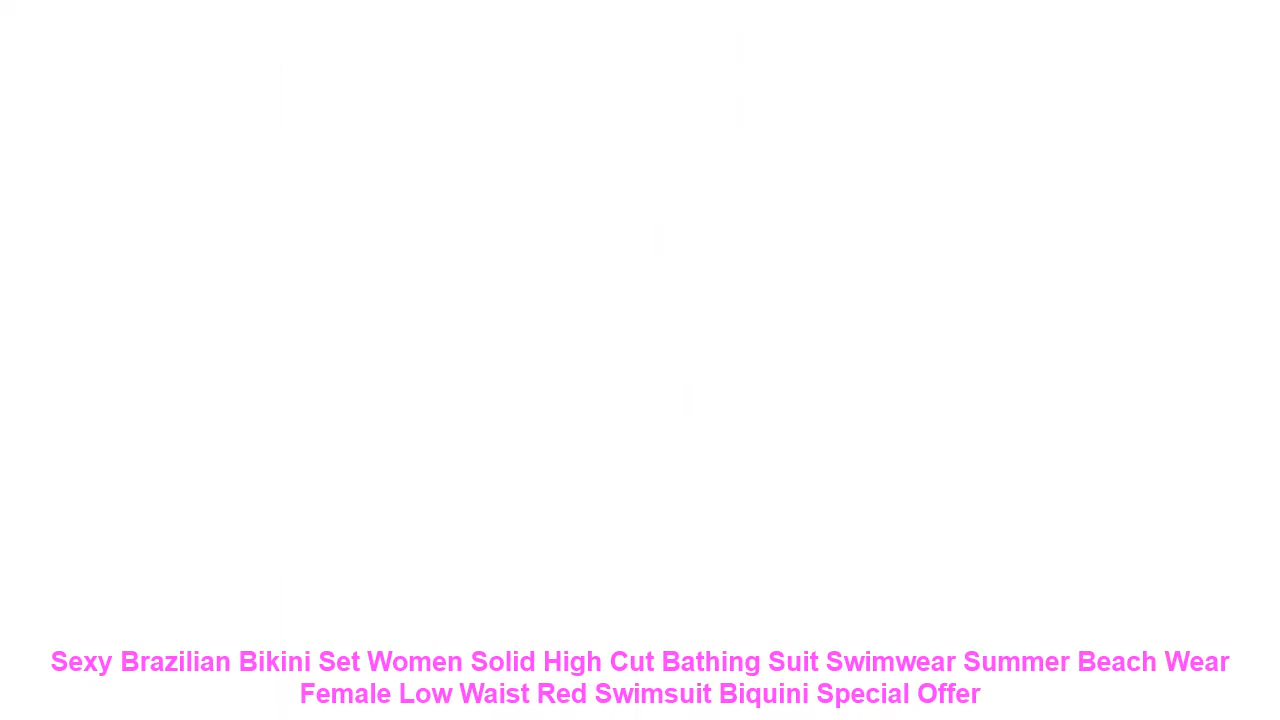 Sexy Brazilian Bikini Set Women Solid High Cut Bathing Suit Swimwear Summer Beach Wear
Female Low Waist Red Swimsuit Biquini Special Offer